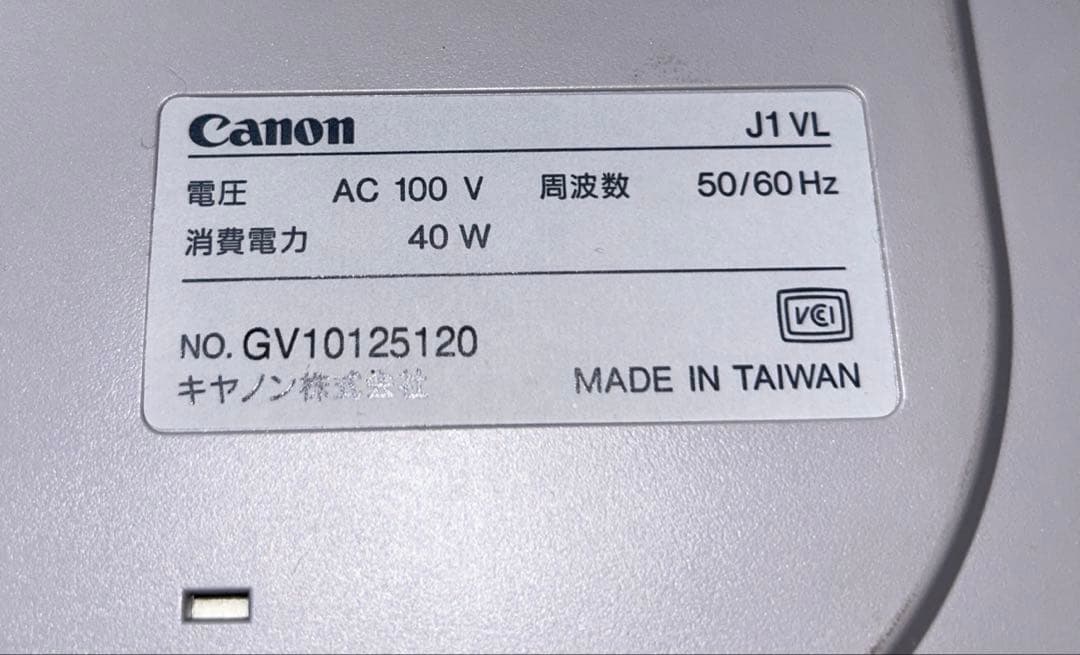 Canon J1 VL
電圧 AC 100 V 周波数 50/60 Hz
消費電力 40 W
VCCI
NO. GV10125120
キヤノン株式会社 MADE IN TAIWAN